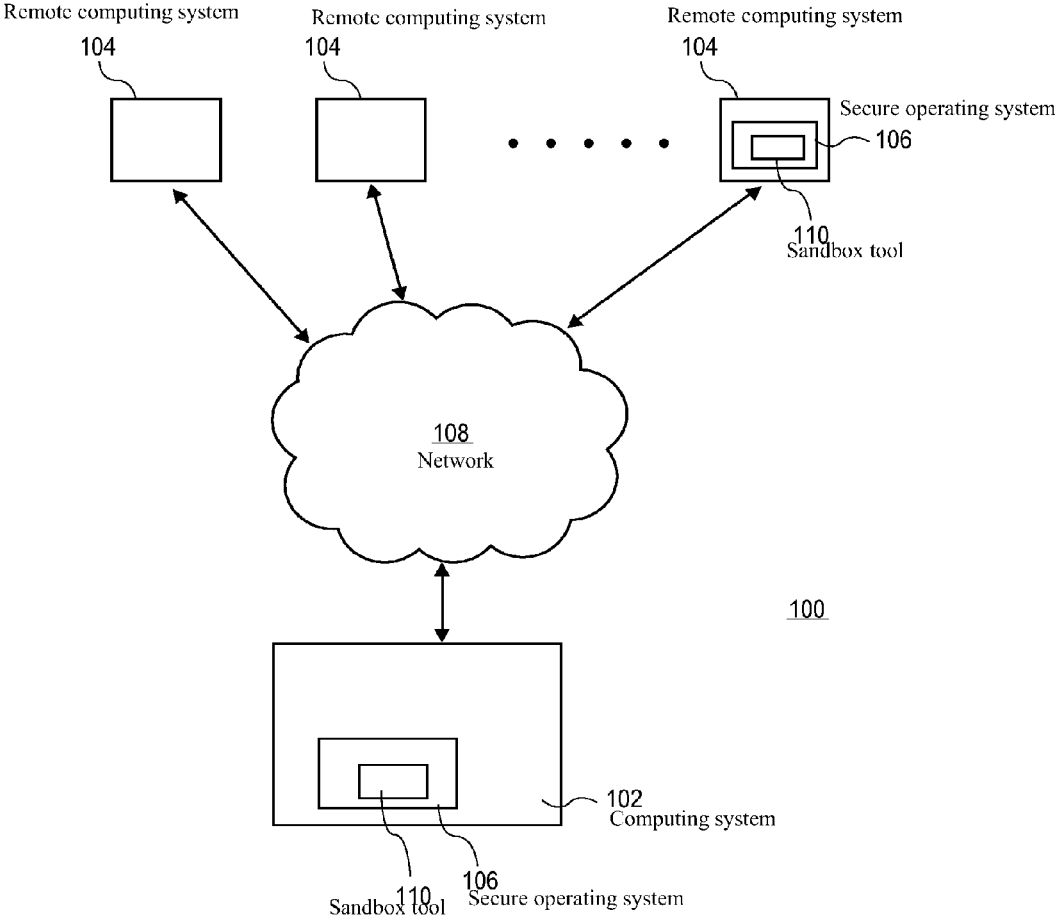 Remote computing system
Remote computing system
Remote computing system
104
104
104
Secure operating system
106
110
Sandbox tool
108
Network
100
102
Computing system
110
106
Sandbox tool
Secure operating system